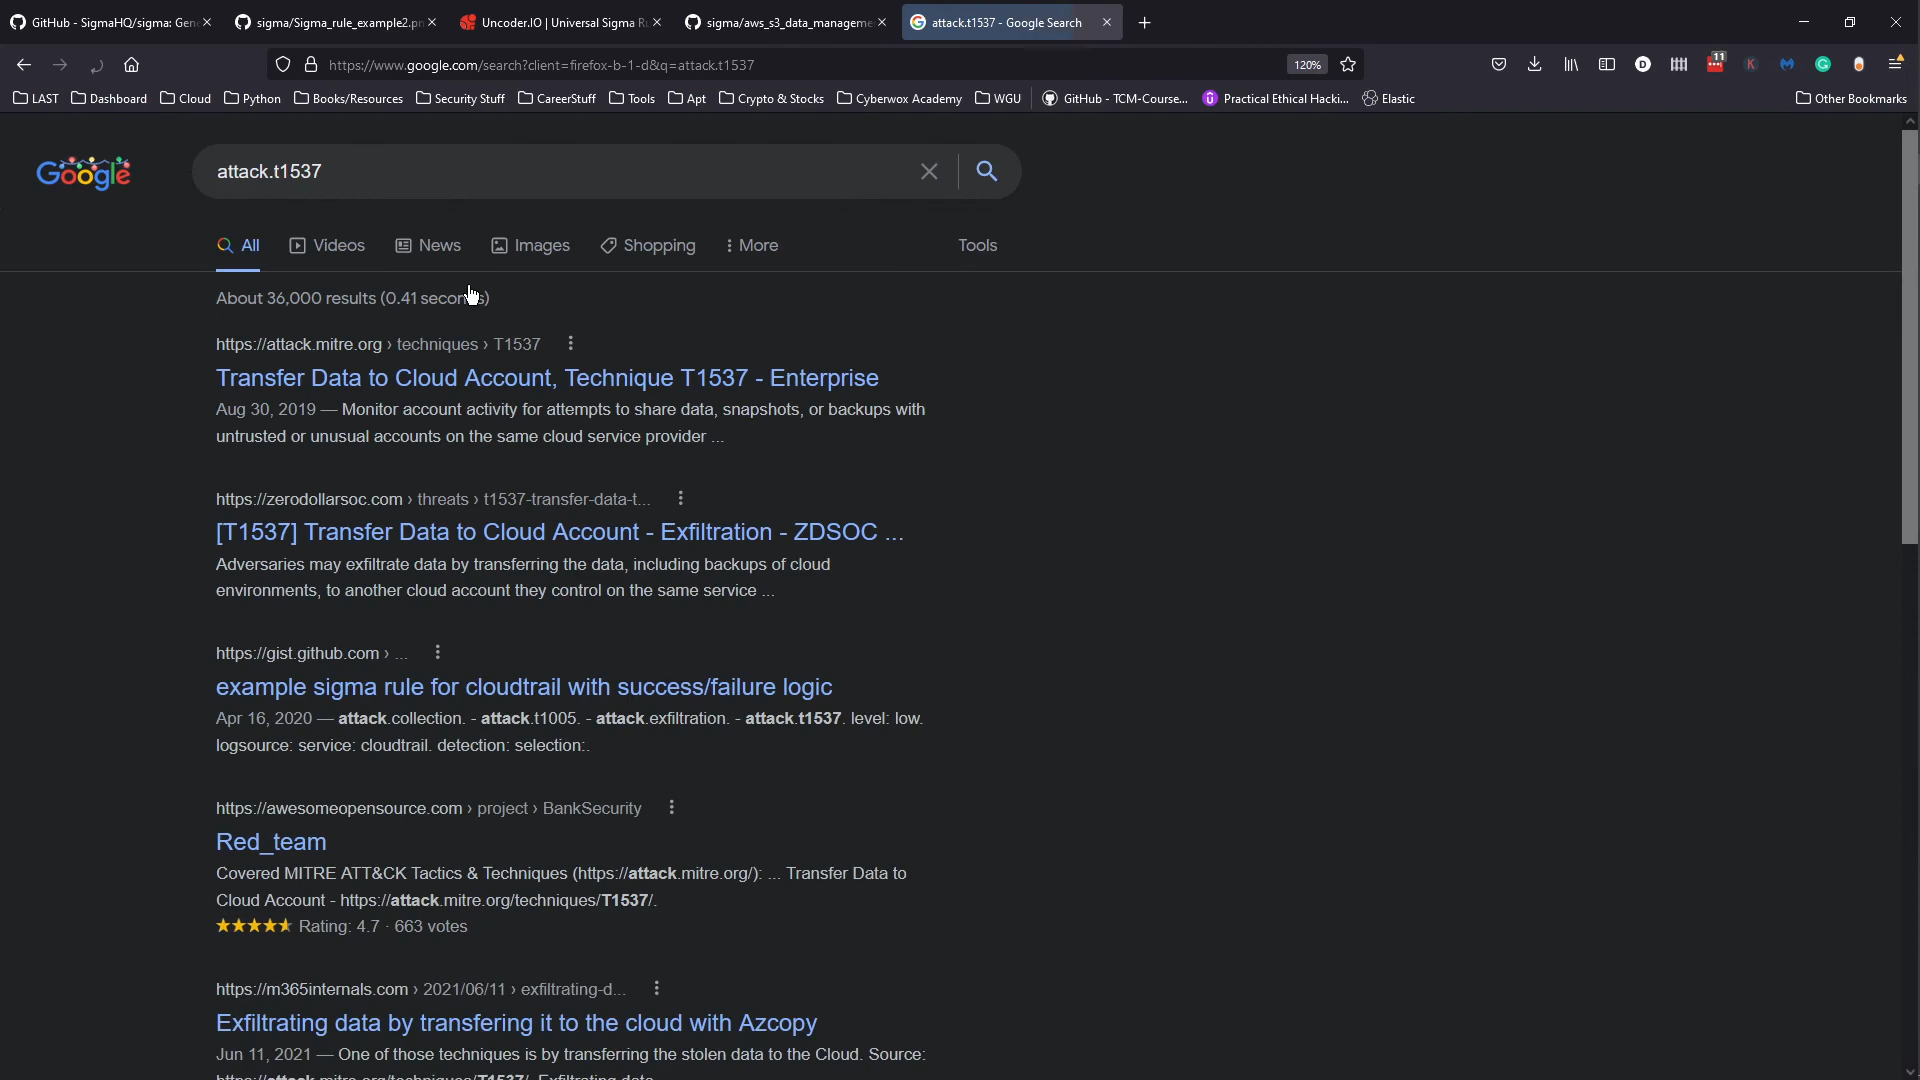 GitHub - SigmaHQ/sigma: Gene
sigma/Sigma_rule_example2.pn
Uncoder.IO | Universal Sigma Ru
sigma/aws_s3_data_manageme
attack.t1537 - Google Search
https://www.google.com/search?client=firefox-b-1-d&q=attack.t1537
120%
11
LAST Dashboard Cloud Python Books/Resources Security Stuff CareerStuff Tools Apt Crypto & Stocks Cyberwox Academy WGU GitHub - TCM-Course... Practical Ethical Hacki... Elastic Other Bookmarks
Google
attack.t1537
All Videos News Images Shopping More Tools
About 36,000 results (0.41 seconds)
https://attack.mitre.org › techniques › T1537
Transfer Data to Cloud Account, Technique T1537 - Enterprise
Aug 30, 2019 — Monitor account activity for attempts to share data, snapshots, or backups with
untrusted or unusual accounts on the same cloud service provider ...
https://zerodollarsoc.com › threats › t1537-transfer-data-t...
[T1537] Transfer Data to Cloud Account - Exfiltration - ZDSOC ...
Adversaries may exfiltrate data by transferring the data, including backups of cloud
environments, to another cloud account they control on the same service ...
https://gist.github.com › ...
example sigma rule for cloudtrail with success/failure logic
Apr 16, 2020 — attack.collection. - attack.t1005. - attack.exfiltration. - attack.t1537. level: low.
logsource: service: cloudtrail. detection: selection:.
https://awesomeopensource.com › project › BankSecurity
Red_team
Covered MITRE ATT&CK Tactics & Techniques (https://attack.mitre.org/): ... Transfer Data to
Cloud Account - https://attack.mitre.org/techniques/T1537/.
Rating: 4.7 · 663 votes
https://m365internals.com › 2021/06/11 › exfiltrating-d...
Exfiltrating data by transfering it to the cloud with Azcopy
Jun 11, 2021 — One of those techniques is by transferring the stolen data to the Cloud. Source:
https://attack.mitre.org/techniques/T1537/. Exfiltrating data